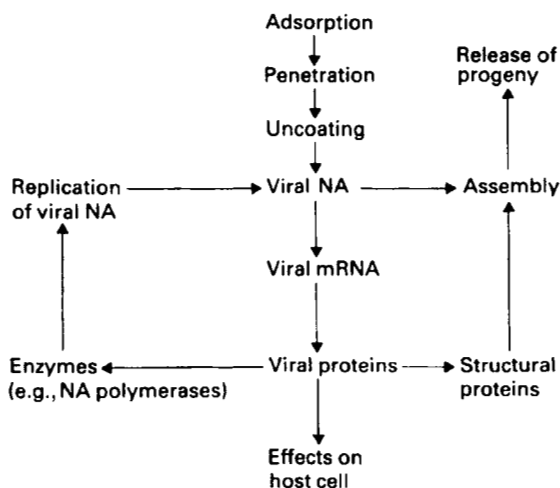 Adsorption
Release of
progeny
Penetration
Uncoating
Replication
of viral NA
Viral NA
Assembly
Viral mRNA
Enzymes
(e.g., NA polymerases)
Viral proteins
Structural
proteins
Effects on
host cell